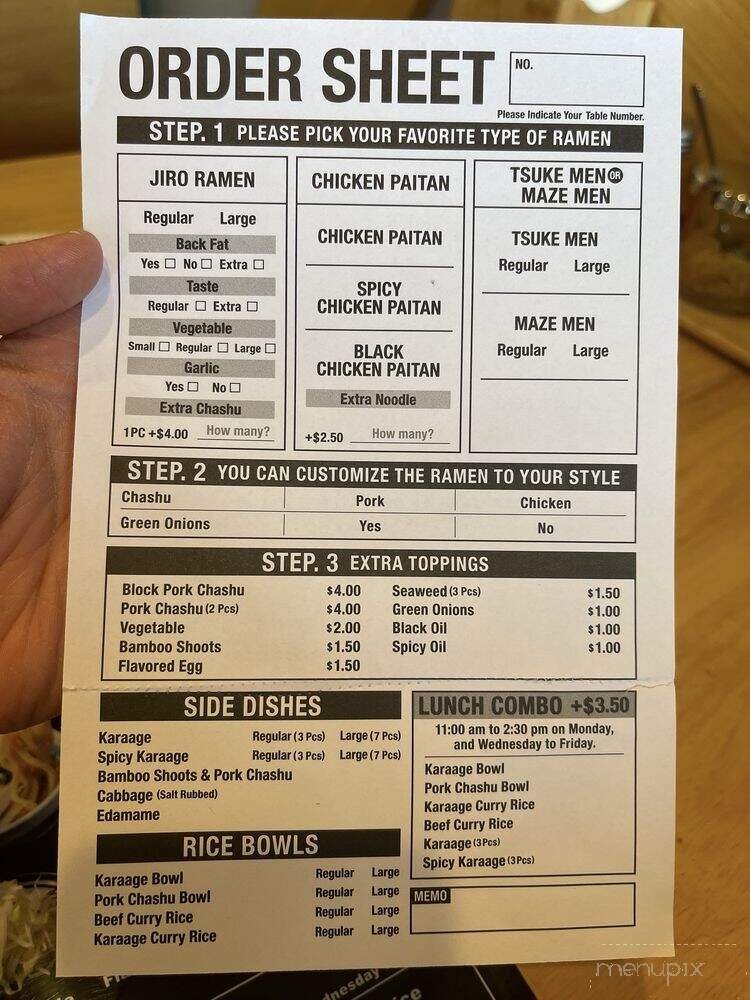 ORDER SHEET
NO.
Please Indicate Your Table Number.
STEP. 1 PLEASE PICK YOUR FAVORITE TYPE OF RAMEN
JIRO RAMEN
Regular Large
Back Fat
Yes ☐ No ☐ Extra ☐
Taste
Regular ☐ Extra ☐
Vegetable
Small ☐ Regular ☐ Large ☐
Garlic
Yes ☐ No ☐
Extra Chashu
1PC +$4.00 How many?
CHICKEN PAITAN
CHICKEN PAITAN
SPICY
CHICKEN PAITAN
BLACK
CHICKEN PAITAN
Extra Noodle
+$2.50 How many?
TSUKE MEN OR
MAZE MEN
TSUKE MEN
Regular Large
MAZE MEN
Regular Large
STEP. 2 YOU CAN CUSTOMIZE THE RAMEN TO YOUR STYLE
Chashu Pork Chicken
Green Onions Yes No
STEP. 3 EXTRA TOPPINGS
Block Pork Chashu $4.00
Pork Chashu (2 Pcs) $4.00
Vegetable $2.00
Bamboo Shoots $1.50
Flavored Egg $1.50
Seaweed (3 Pcs) $1.50
Green Onions $1.00
Black Oil $1.00
Spicy Oil $1.00
SIDE DISHES
Karaage Regular (3 Pcs) Large (7 Pcs)
Spicy Karaage Regular (3 Pcs) Large (7 Pcs)
Bamboo Shoots & Pork Chashu
Cabbage (Salt Rubbed)
Edamame
RICE BOWLS
Karaage Bowl Regular Large
Pork Chashu Bowl Regular Large
Beef Curry Rice Regular Large
Karaage Curry Rice Regular Large
LUNCH COMBO +$3.50
11:00 am to 2:30 pm on Monday,
and Wednesday to Friday.
Karaage Bowl
Pork Chashu Bowl
Karaage Curry Rice
Beef Curry Rice
Karaage (3Pcs)
Spicy Karaage (3Pcs)
MEMO
menupix